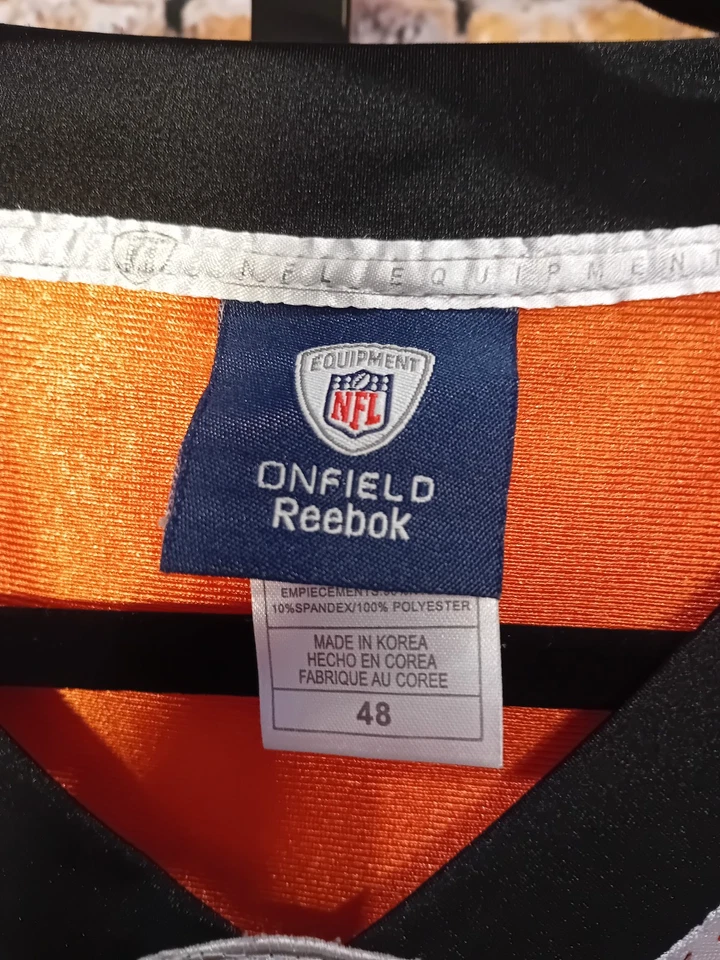 NFL EQUIPMENT
EQUIPMENT
NFL
ONFIELD
Reebok
EMPIECEMENTS
10%SPANDEX/100% POLYESTER
MADE IN KOREA
HECHO EN COREA
FABRIQUE AU COREE
48